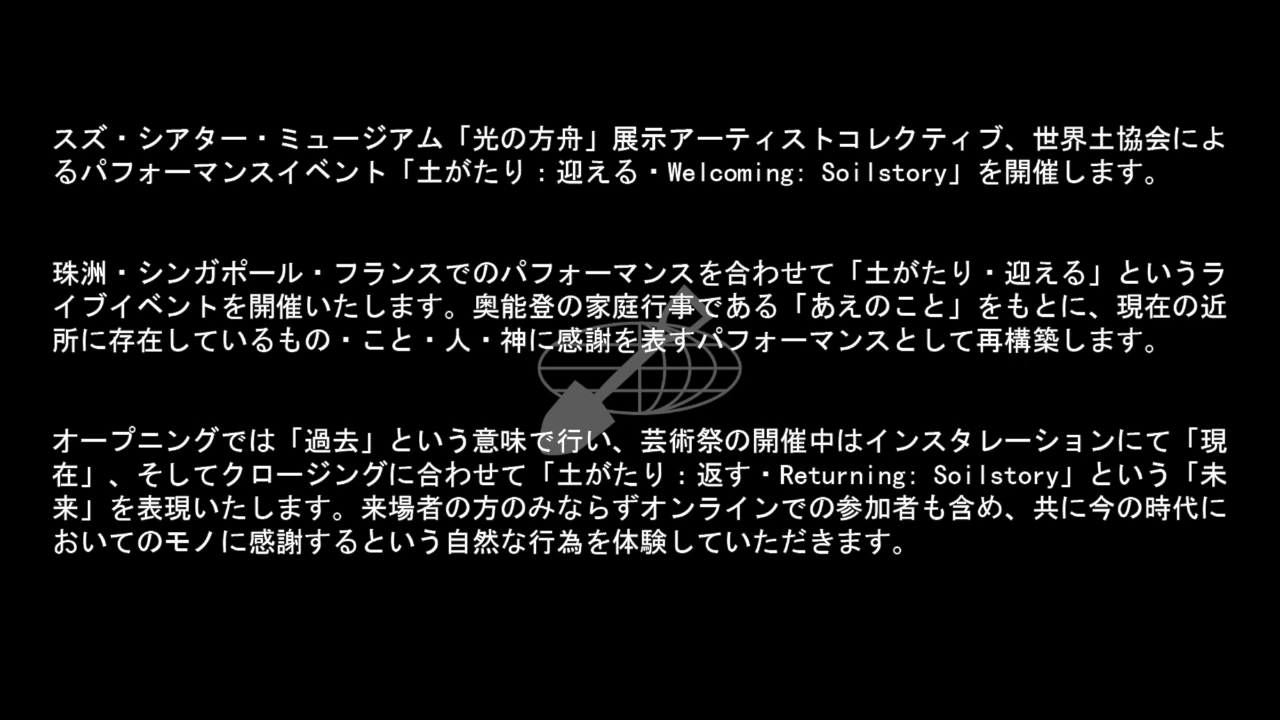 スズ・シアター・ミュージアム「光の方舟」展示アーティストコレクティブ、世界土協会によ
るパフォーマンスイベント「土がたり：迎える・Welcoming: Soilstory」を開催します。
珠洲・シンガポール・フランスでのパフォーマンスを合わせて「土がたり・迎える」というラ
イブイベントを開催いたします。奥能登の家庭行事である「あえのこと」をもとに、現在の近
所に存在しているもの・こと・人・神に感謝を表すパフォーマンスとして再構築します。
オープニングでは「過去」という意味で行い、芸術祭の開催中はインスタレーションにて「現
在」、そしてクロージングに合わせて「土がたり：返す・Returning: Soilstory」という「未
来」を表現いたします。来場者の方のみならずオンラインでの参加者も含め、共に今の時代に
おいてのモノに感謝するという自然な行為を体験していただきます。